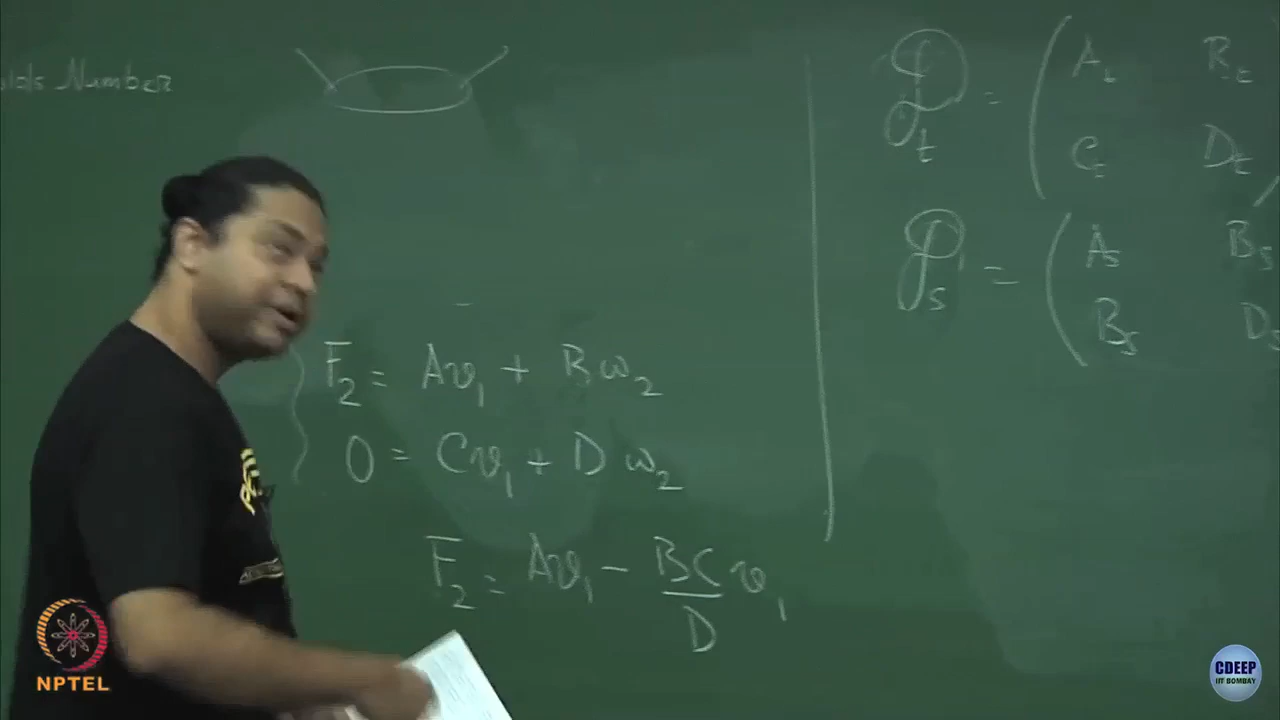 olds Number
F₂ = Av₁ + Bω₂
0 = Cv₁ + Dω₂
F₂ = Av₁ - BC/D v₁
𝒫t = ( At Bt
Ct Dt
𝒫s = ( As Bs
Bs Ds
NPTEL
CDEEP
IIT BOMBAY